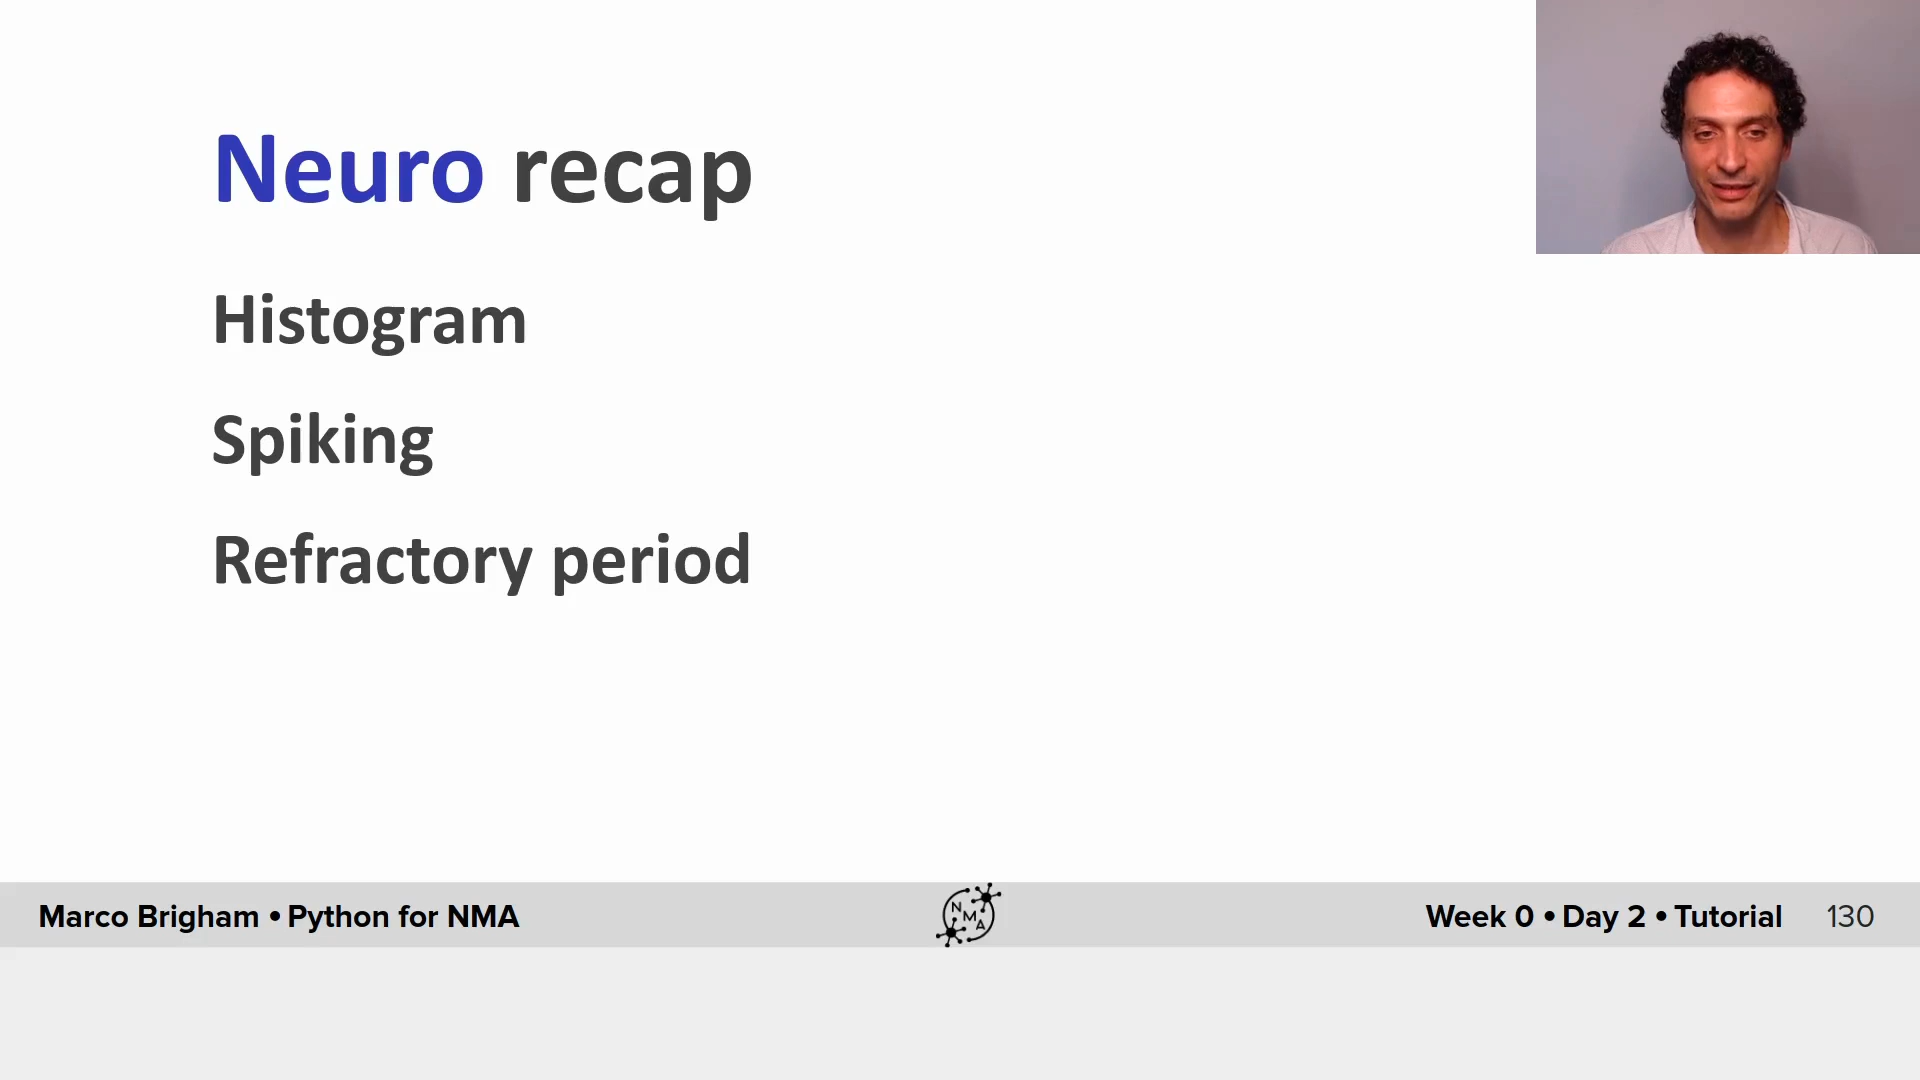 Neuro recap
Histogram
Spiking
Refractory period
Marco Brigham • Python for NMA
N
M
A
Week 0 • Day 2 • Tutorial
130